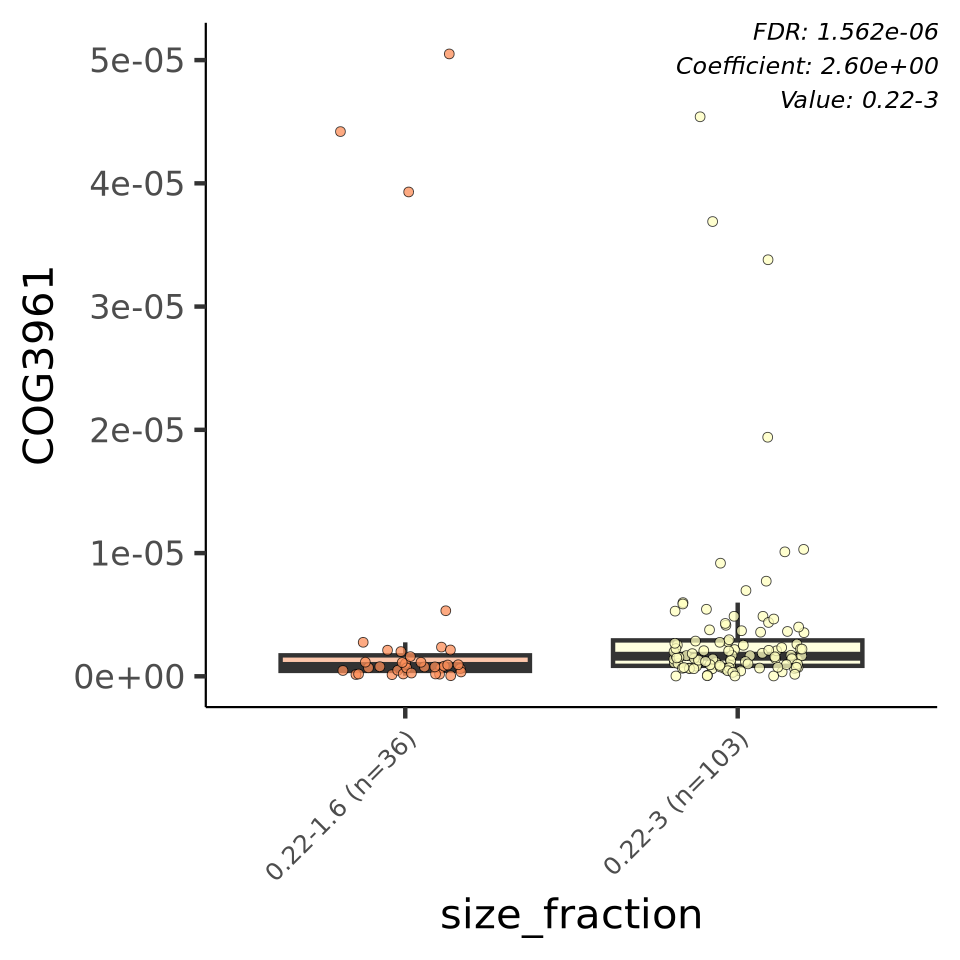 FDR: 1.562e-06
Coefficient: 2.60e+00
Value: 0.22-3
5e-05
4e-05
3e-05
2e-05
1e-05
0e+00
COG3961
0.22-1.6 (n=36)
0.22-3 (n=103)
size_fraction